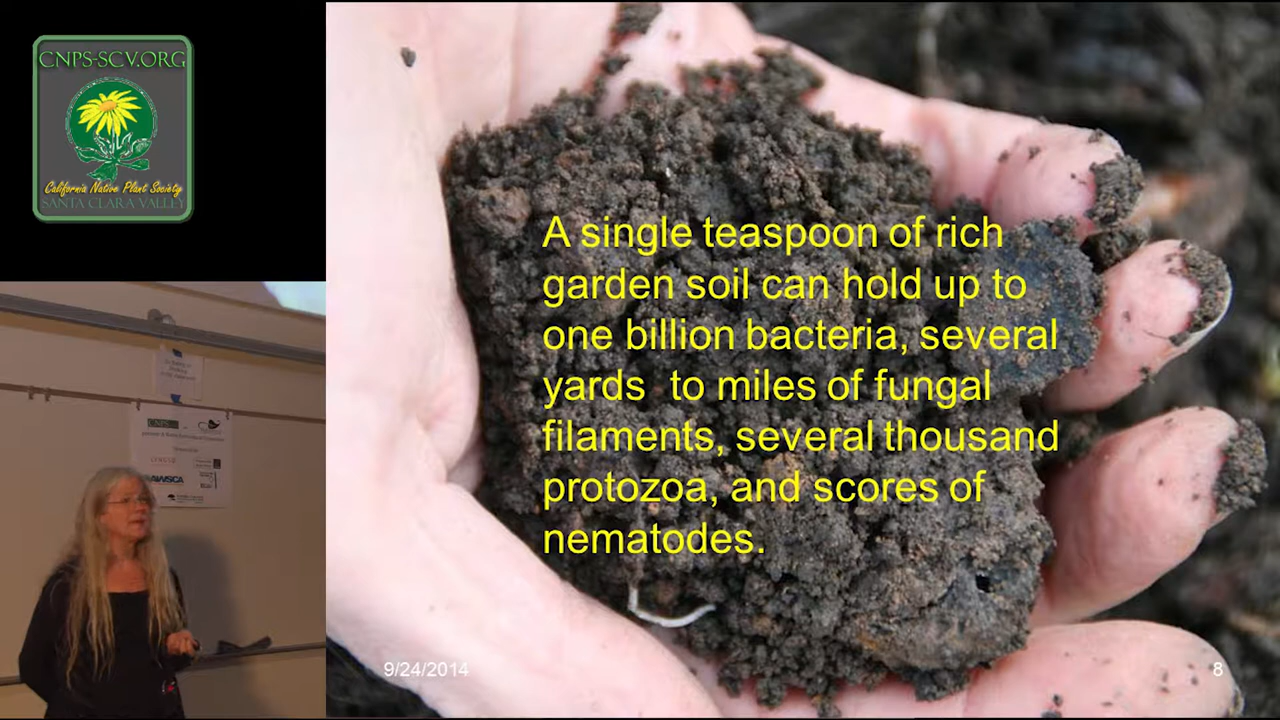 CNPS-SCV.ORG
California Native Plant Society
SANTA CLARA VALLEY
A single teaspoon of rich
garden soil can hold up to
one billion bacteria, several
yards  to miles of fungal
filaments, several thousand
protozoa, and scores of
nematodes.
9/24/2014
8